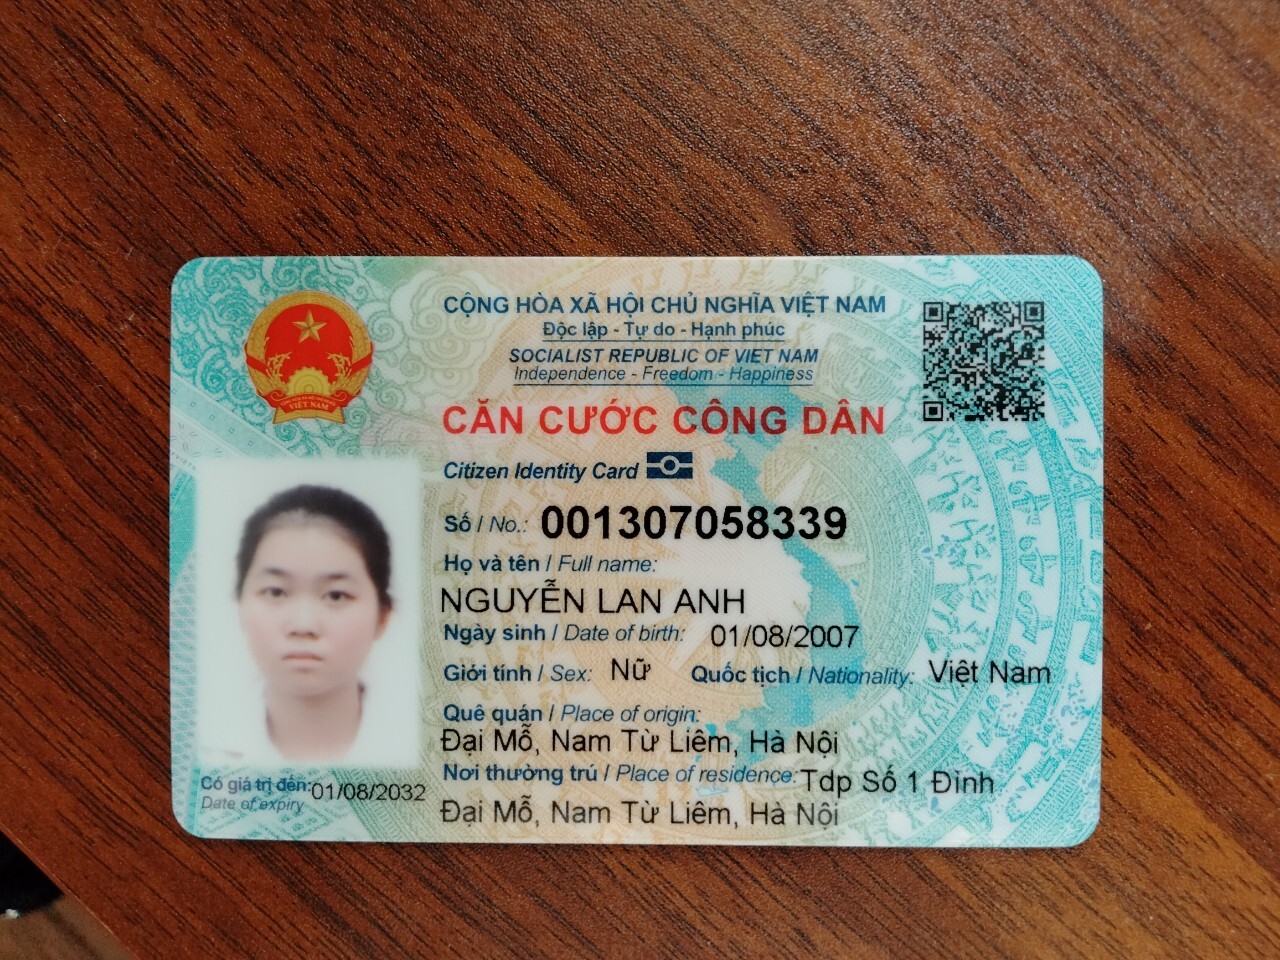 CỘNG HÒA XÃ HỘI CHỦ NGHĨA VIỆT NAM
Độc lập - Tự do - Hạnh phúc
SOCIALIST REPUBLIC OF VIET NAM
Independence - Freedom - Happiness
CĂN CƯỚC CÔNG DÂN
Citizen Identity Card
Số / No.: 001307058339
Họ và tên / Full name:
NGUYỄN LAN ANH
Ngày sinh / Date of birth: 01/08/2007
Giới tính / Sex: Nữ Quốc tịch / Nationality: Việt Nam
Quê quán / Place of origin:
Đại Mỗ, Nam Từ Liêm, Hà Nội
Nơi thường trú / Place of residence: Tdp Số 1 Đình
Đại Mỗ, Nam Từ Liêm, Hà Nội
Có giá trị đến: 01/08/2032
Date of expiry
VIỆT NAM